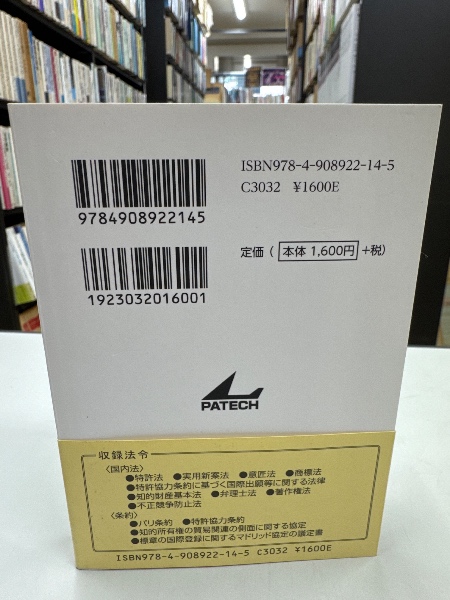 ISBN978-4-908922-14-5
C3032 ¥1600E
9784908922145
定価（本体 1,600円＋税）
1923032016001
PATECH
収録法令
〈国内法〉
●特許法 ●実用新案法 ●意匠法 ●商標法
●特許協力条約に基づく国際出願等に関する法律
●知的財産基本法 ●弁理士法 ●著作権法
●不正競争防止法
〈条約〉
●パリ条約 ●特許協力条約
●知的所有権の貿易関連の側面に関する協定
●標章の国際登録に関するマドリッド協定の議定書
ISBN978-4-908922-14-5 C3032 ¥1600E